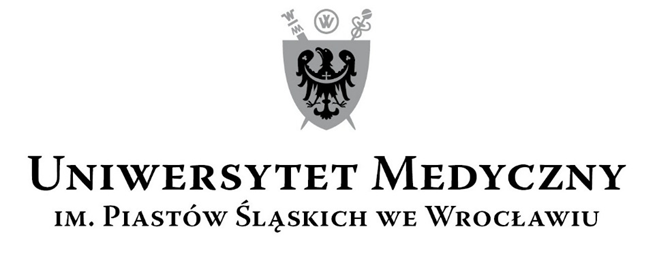 Uniwersytet Medyczny
im. Piastów Śląskich we Wrocławiu